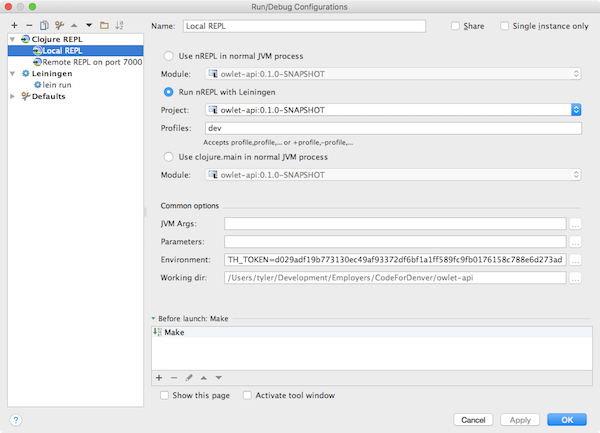 Run/Debug Configurations
Name: Local REPL Share Single instance only
Clojure REPL
Local REPL
Remote REPL on port 7000
Leiningen
lein run
Defaults
Use nREPL in normal JVM process
Module: owlet-api:0.1.0-SNAPSHOT
Run nREPL with Leiningen
Project: owlet-api:0.1.0-SNAPSHOT
Profiles: dev
Accepts profile,profile,... or +profile,-profile,...
Use clojure.main in normal JVM process
Module: owlet-api:0.1.0-SNAPSHOT
Common options
JVM Args: ...
Parameters: ...
Environment: TH_TOKEN=d029adf19b773130ec49af93372df6bf1a1ff589fc9fb0176158c788e6d273ad ...
Working dir: /Users/tyler/Development/Employers/CodeForDenver/owlet-api ...
Before launch: Make
Make
Show this page Activate tool window
? Cancel Apply OK